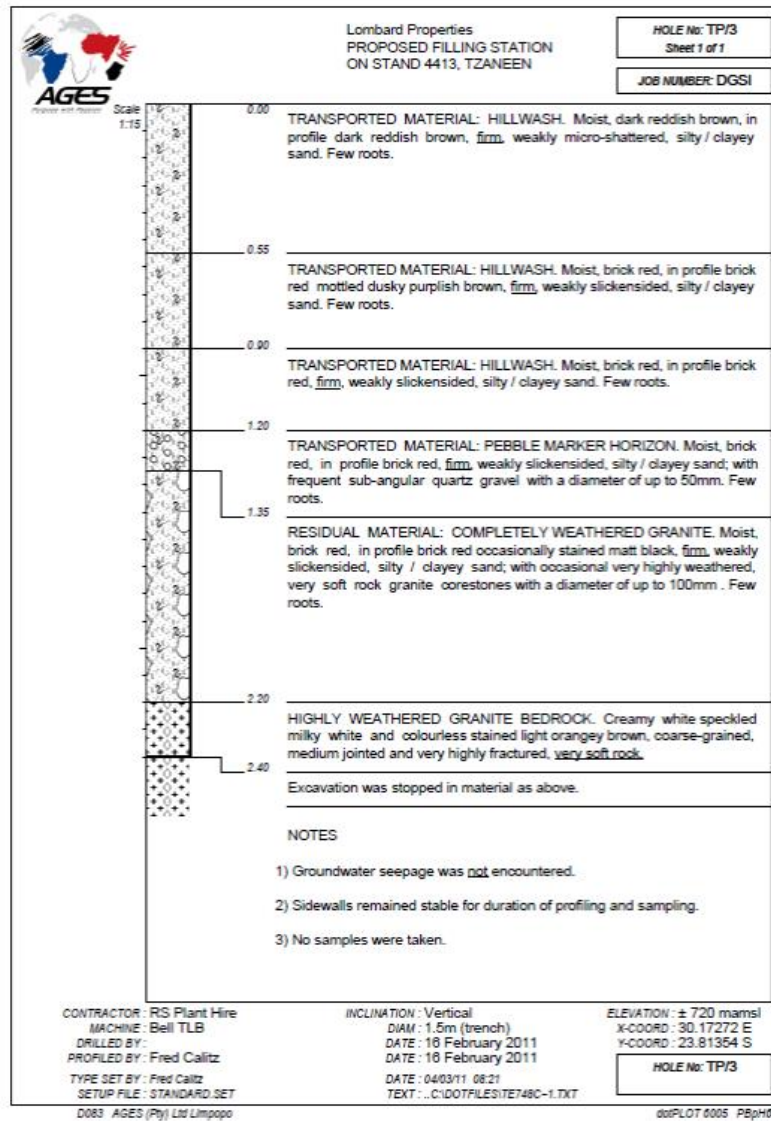 Lombard Properties
PROPOSED FILLING STATION
ON STAND 4413, TZANEEN
HOLE No: TP/3
Sheet 1 of 1
JOB NUMBER: DGSI
AGES
Scale
1:15
0.00
TRANSPORTED MATERIAL: HILLWASH. Moist, dark reddish brown, in
profile dark reddish brown, firm, weakly micro-shattered, silty / clayey
sand. Few roots.
0.55
TRANSPORTED MATERIAL: HILLWASH. Moist, brick red, in profile brick
red mottled dusky purplish brown, firm, weakly slickensided, silty / clayey
sand. Few roots.
0.90
TRANSPORTED MATERIAL: HILLWASH. Moist, brick red, in profile brick
red, firm, weakly slickensided, silty / clayey sand. Few roots.
1.20
TRANSPORTED MATERIAL: PEBBLE MARKER HORIZON. Moist, brick
red, in profile brick red, firm, weakly slickensided, silty / clayey sand; with
frequent sub-angular quartz gravel with a diameter of up to 50mm. Few
roots.
1.35
RESIDUAL MATERIAL: COMPLETELY WEATHERED GRANITE. Moist,
brick red, in profile brick red occasionally stained matt black, firm, weakly
slickensided, silty / clayey sand; with occasional very highly weathered,
very soft rock granite corestones with a diameter of up to 100mm . Few
roots.
2.20
HIGHLY WEATHERED GRANITE BEDROCK. Creamy white speckled
milky white and colourless stained light orangey brown, coarse-grained,
medium jointed and very highly fractured, very soft rock.
2.40
Excavation was stopped in material as above.
NOTES
1) Groundwater seepage was not encountered.
2) Sidewalls remained stable for duration of profiling and sampling.
3) No samples were taken.
CONTRACTOR : RS Plant Hire
MACHINE : Bell TLB
DRILLED BY :
PROFILED BY : Fred Calitz
TYPE SET BY : Fred Calitz
SETUP FILE : STANDARD.SET
INCLINATION : Vertical
DIAM : 1.5m (trench)
DATE : 16 February 2011
DATE : 16 February 2011
DATE : 04/03/11 08:21
TEXT : ..C:\DOTFILES\TE748C~1.TXT
ELEVATION : ± 720 mamsl
X-COORD : 30.17272 E
Y-COORD : 23.81354 S
HOLE No: TP/3
D083 AGES (Pty) Ltd Limpopo
dotPLOT 6005 PBpH6